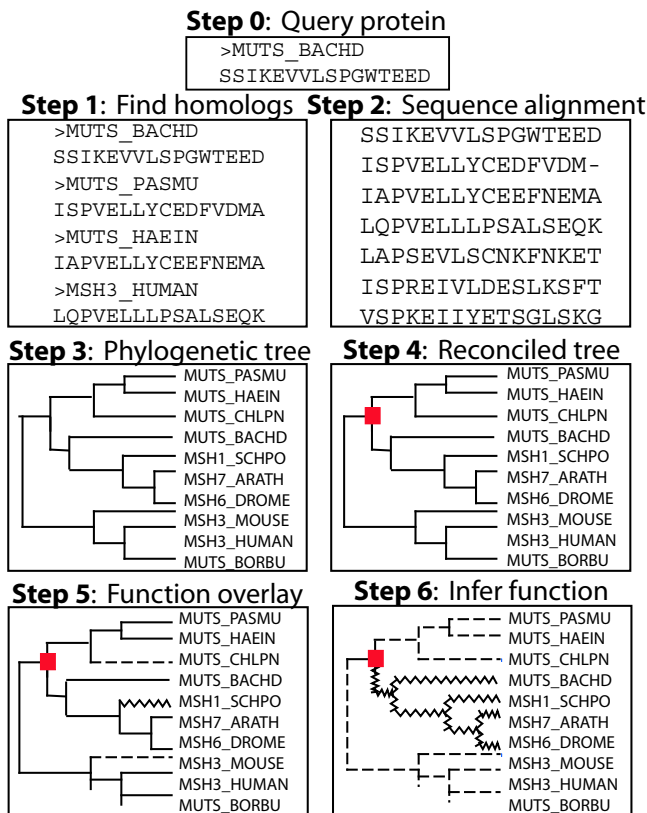 Step 0: Query protein
>MUTS_BACHD
SSIKEVVLSPGWTEED
Step 1: Find homologs
>MUTS_BACHD
SSIKEVVLSPGWTEED
>MUTS_PASMU
ISPVELLYCEDFVDMA
>MUTS_HAEIN
IAPVELLYCEEFNEMA
>MSH3_HUMAN
LQPVELLLPSALSEQK
Step 2: Sequence alignment
SSIKEVVLSPGWTEED
ISPVELLYCEDFVDM-
IAPVELLYCEEFNEMA
LQPVELLLPSALSEQK
LAPSEVLSCNKFNKET
ISPREIVLDESLKSFT
VSPKEIIYETSGLSKG
Step 3: Phylogenetic tree
MUTS_PASMU
MUTS_HAEIN
MUTS_CHLPN
MUTS_BACHD
MSH1_SCHPO
MSH7_ARATH
MSH6_DROME
MSH3_MOUSE
MSH3_HUMAN
MUTS_BORBU
Step 4: Reconciled tree
MUTS_PASMU
MUTS_HAEIN
MUTS_CHLPN
MUTS_BACHD
MSH1_SCHPO
MSH7_ARATH
MSH6_DROME
MSH3_MOUSE
MSH3_HUMAN
MUTS_BORBU
Step 5: Function overlay
MUTS_PASMU
MUTS_HAEIN
MUTS_CHLPN
MUTS_BACHD
MSH1_SCHPO
MSH7_ARATH
MSH6_DROME
MSH3_MOUSE
MSH3_HUMAN
MUTS_BORBU
Step 6: Infer function
MUTS_PASMU
MUTS_HAEIN
MUTS_CHLPN
MUTS_BACHD
MSH1_SCHPO
MSH7_ARATH
MSH6_DROME
MSH3_MOUSE
MSH3_HUMAN
MUTS_BORBU